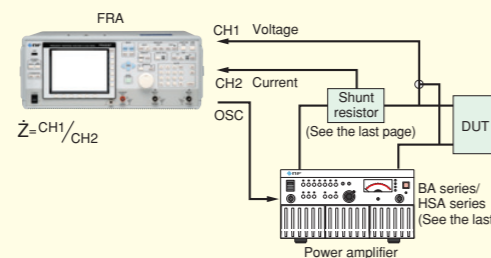 FRA
CH1 Voltage
CH2 Current
OSC
Ż=CH1/CH2
Shunt
resistor
(See the last page)
DUT
BA series/
HSA series
(See the last
Power amplifier